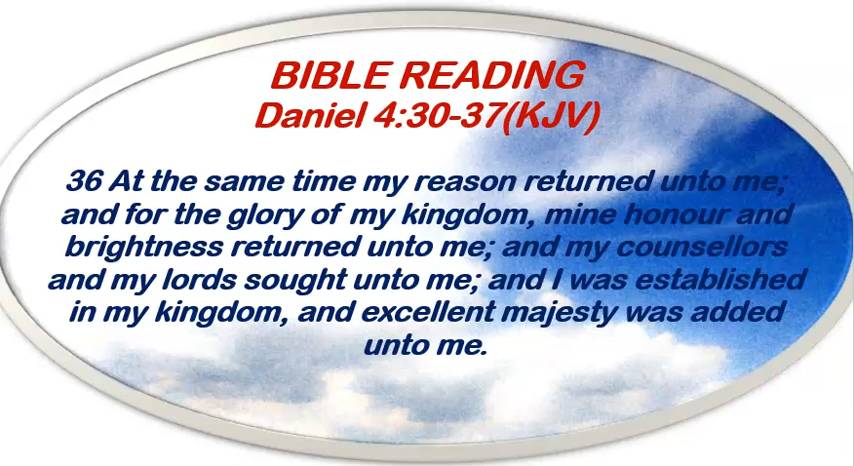 BIBLE READING
Daniel 4:30-37(KJV)
36 At the same time my reason returned unto me;
and for the glory of my kingdom, mine honour and
brightness returned unto me; and my counsellors
and my lords sought unto me; and I was established
in my kingdom, and excellent majesty was added
unto me.